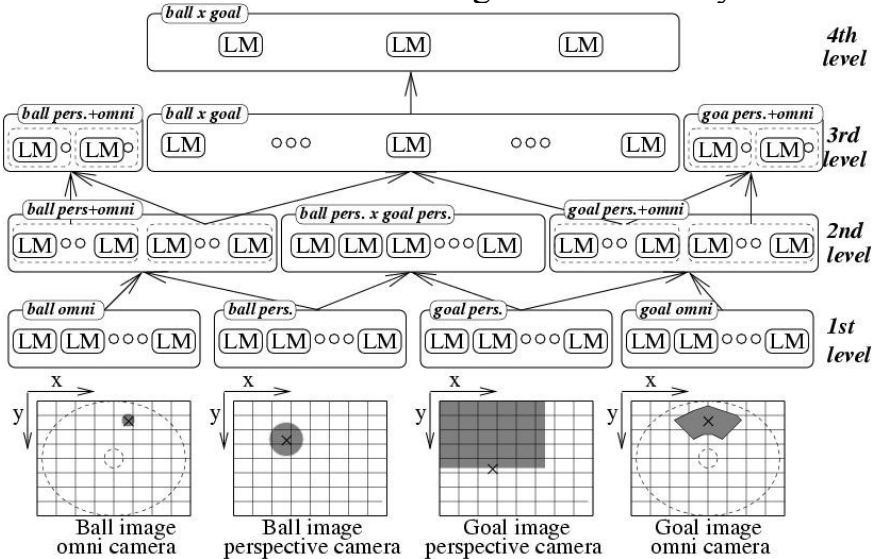 ball x goal
LM LM LM
4th
level
ball pers.+omni
ball x goal
goa pers.+omni
LM LM LM LM LM LM LM
3rd
level
ball pers+omni
ball pers. x goal pers.
goal pers.+omni
LM LM LM LM LM LM LM LM LM LM LM LM LM
2nd
level
ball omni
ball pers.
goal pers.
goal omni
LM LM LM LM LM LM LM LM LM LM LM LM
1st
level
x x x x
y y y y
Ball image
omni camera
Ball image
perspective camera
Goal image
perspective camera
Goal image
omni camera